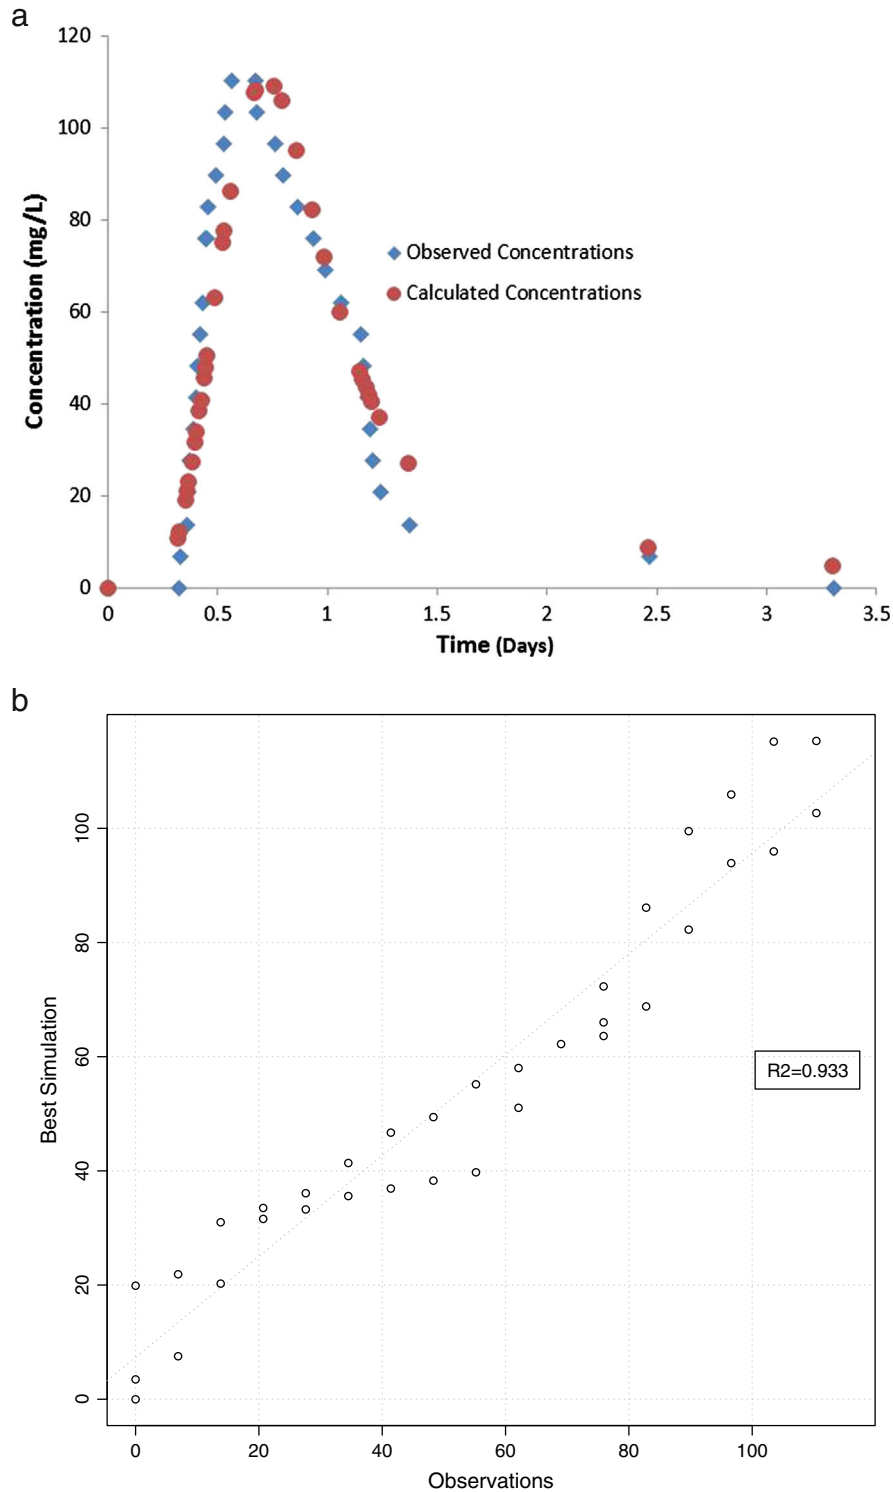 a
120
100
80
60
40
20
0
Concentration (mg/L)
Observed Concentrations
Calculated Concentrations
0 0.5 1 1.5 2 2.5 3 3.5
Time (Days)
b
100
80
60
40
20
0
Best Simulation
R2=0.933
0 20 40 60 80 100
Observations